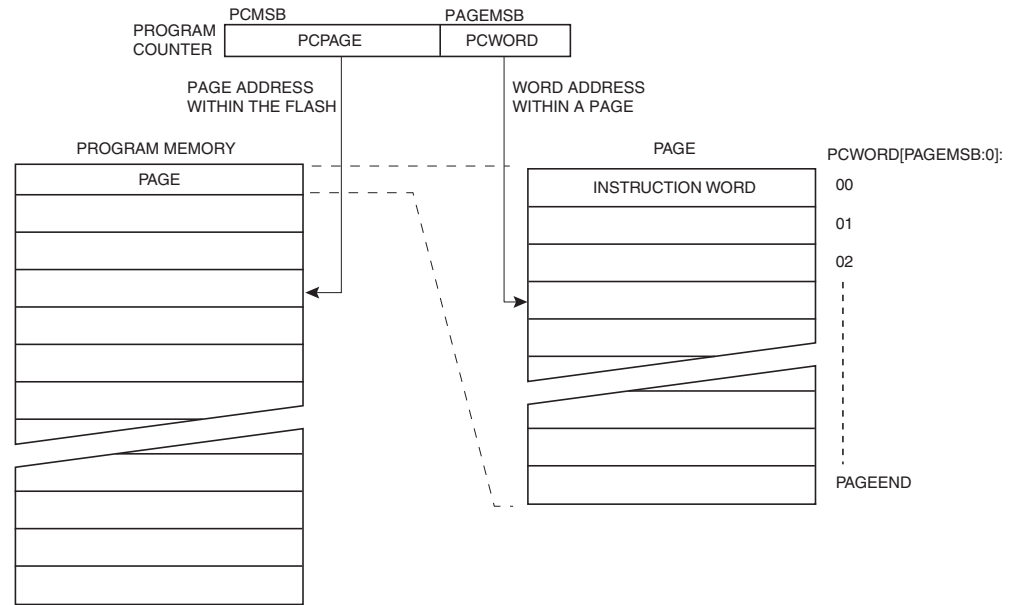 PCMSB
PAGEMSB
PROGRAM
COUNTER
PCPAGE
PCWORD
PAGE ADDRESS
WITHIN THE FLASH
WORD ADDRESS
WITHIN A PAGE
PROGRAM MEMORY
PAGE
PAGE
INSTRUCTION WORD
PCWORD[PAGEMSB:0]:
00
01
02
PAGEEND